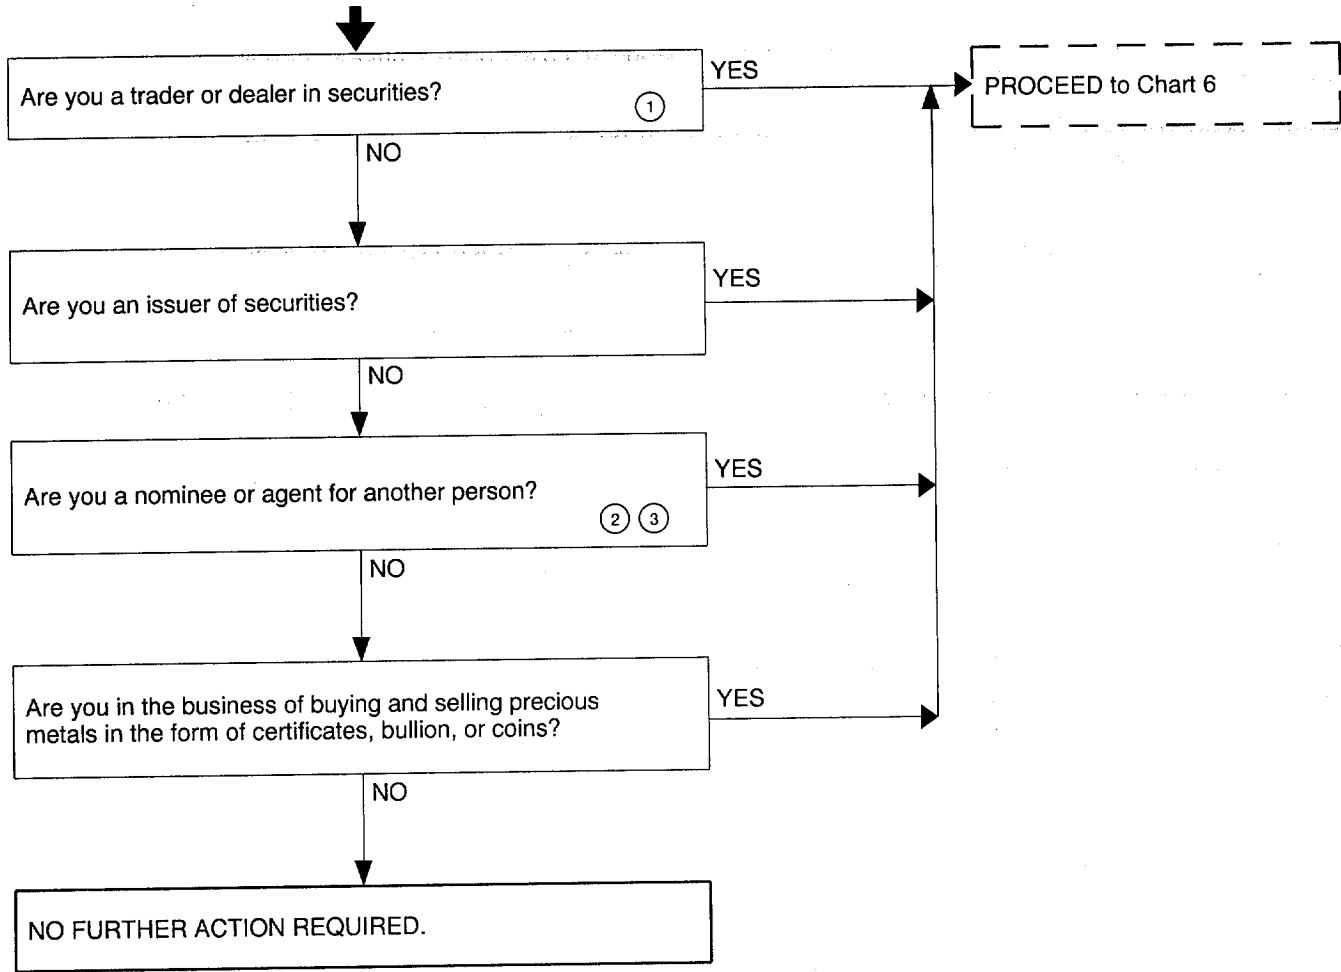 Are you a trader or dealer in securities?
1
YES
PROCEED to Chart 6
NO
Are you an issuer of securities?
YES
NO
Are you a nominee or agent for another person?
2 3
YES
NO
Are you in the business of buying and selling precious
metals in the form of certificates, bullion, or coins?
YES
NO
NO FURTHER ACTION REQUIRED.